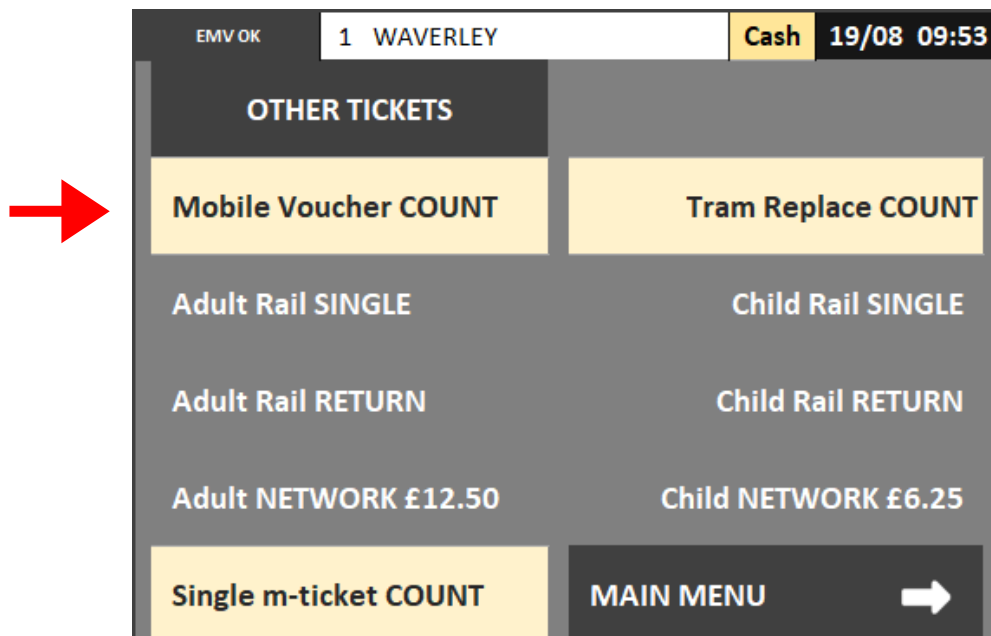 EMV OK 1 WAVERLEY Cash 19/08 09:53
OTHER TICKETS
Mobile Voucher COUNT Tram Replace COUNT
Adult Rail SINGLE Child Rail SINGLE
Adult Rail RETURN Child Rail RETURN
Adult NETWORK £12.50 Child NETWORK £6.25
Single m-ticket COUNT MAIN MENU